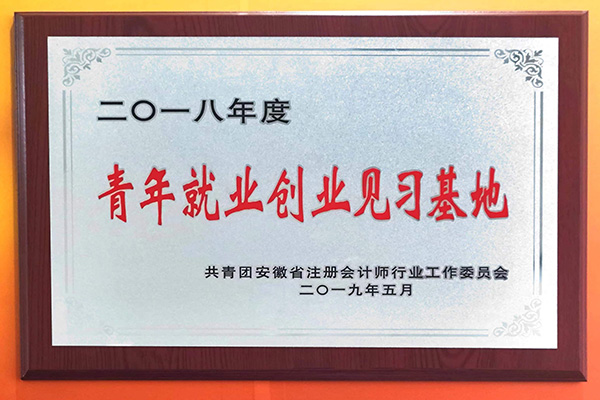 二〇一八年度
青年就业创业见习基地
共青团安徽省注册会计师行业工作委员会
二〇一九年五月